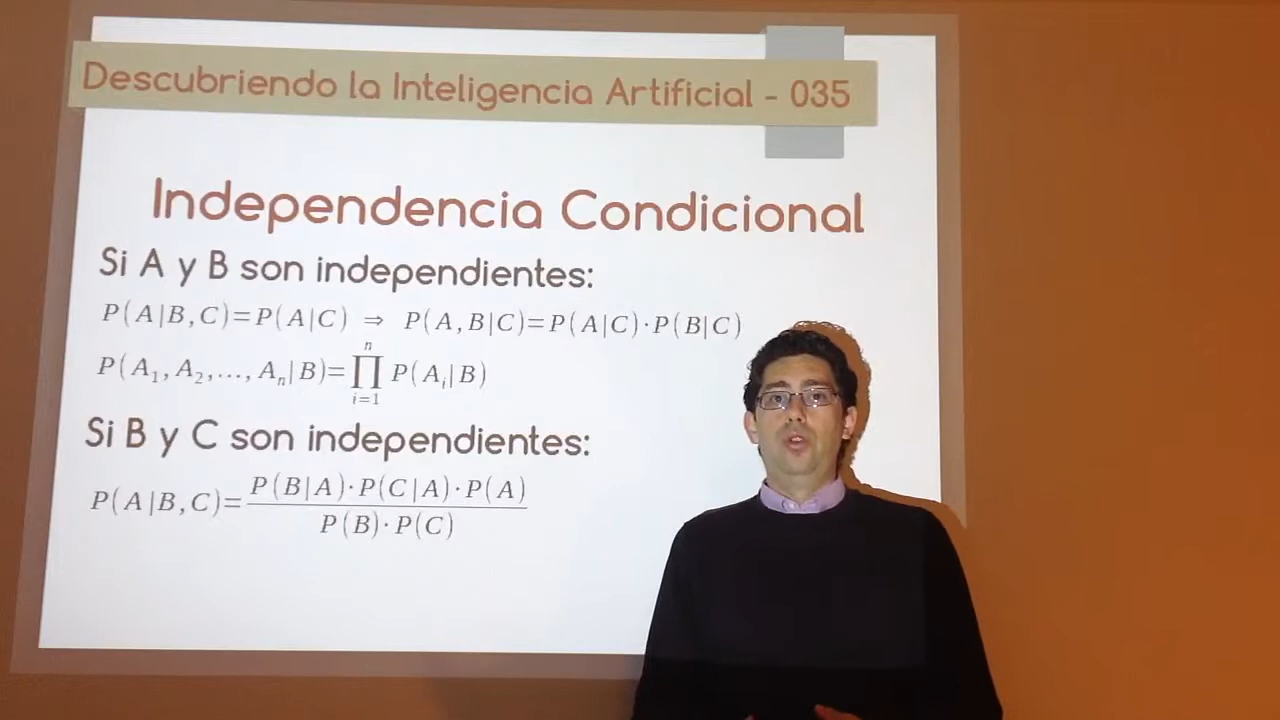 Descubriendo la Inteligencia Artificial - 035
Independencia Condicional
Si A y B son independientes:
P(A|B,C)=P(A|C) ⇒ P(A,B|C)=P(A|C)·P(B|C)
P(A₁,A₂,…,Aₙ|B)=∏ᵢ₌₁ⁿ P(Aᵢ|B)
Si B y C son independientes:
P(A|B,C)= P(B|A)·P(C|A)·P(A) / P(B)·P(C)